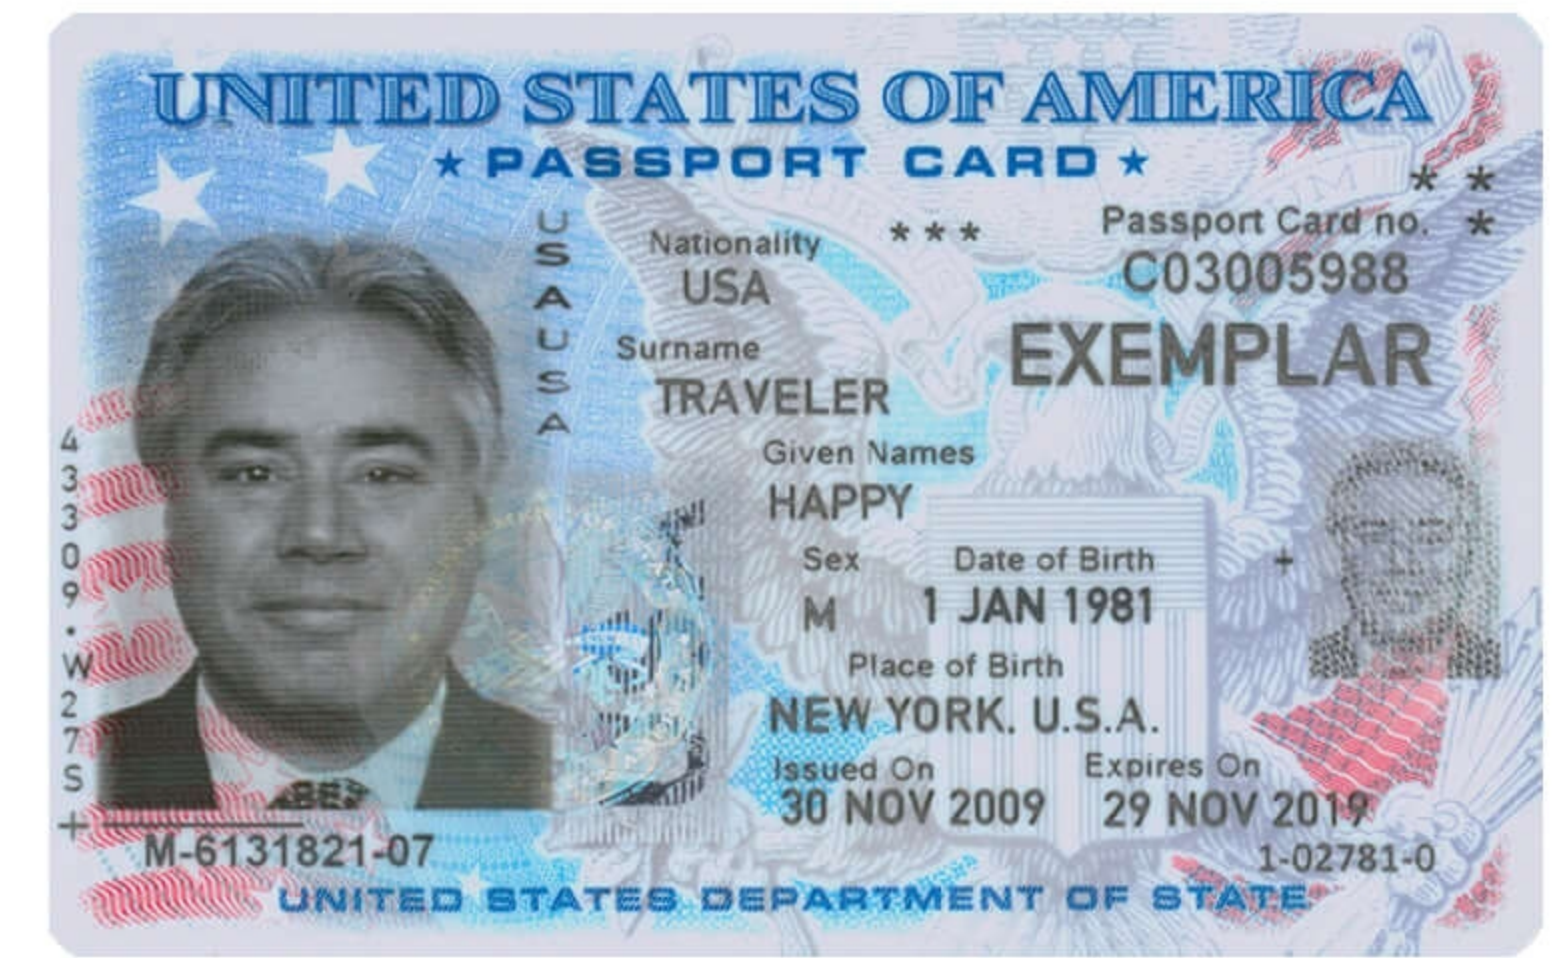 UNITED STATES OF AMERICA
★ PASSPORT CARD ★
USAUSA
Nationality
USA
* * *
Passport Card no.
* *
*
C03005988
EXEMPLAR
Surname
TRAVELER
Given Names
HAPPY
Sex
M
Date of Birth
1 JAN 1981
+
Place of Birth
NEW YORK, U.S.A.
Issued On
30 NOV 2009
Expires On
29 NOV 2019
43309•W27S+
M-6131821-07
1-02781-0
UNITED STATES DEPARTMENT OF STATE